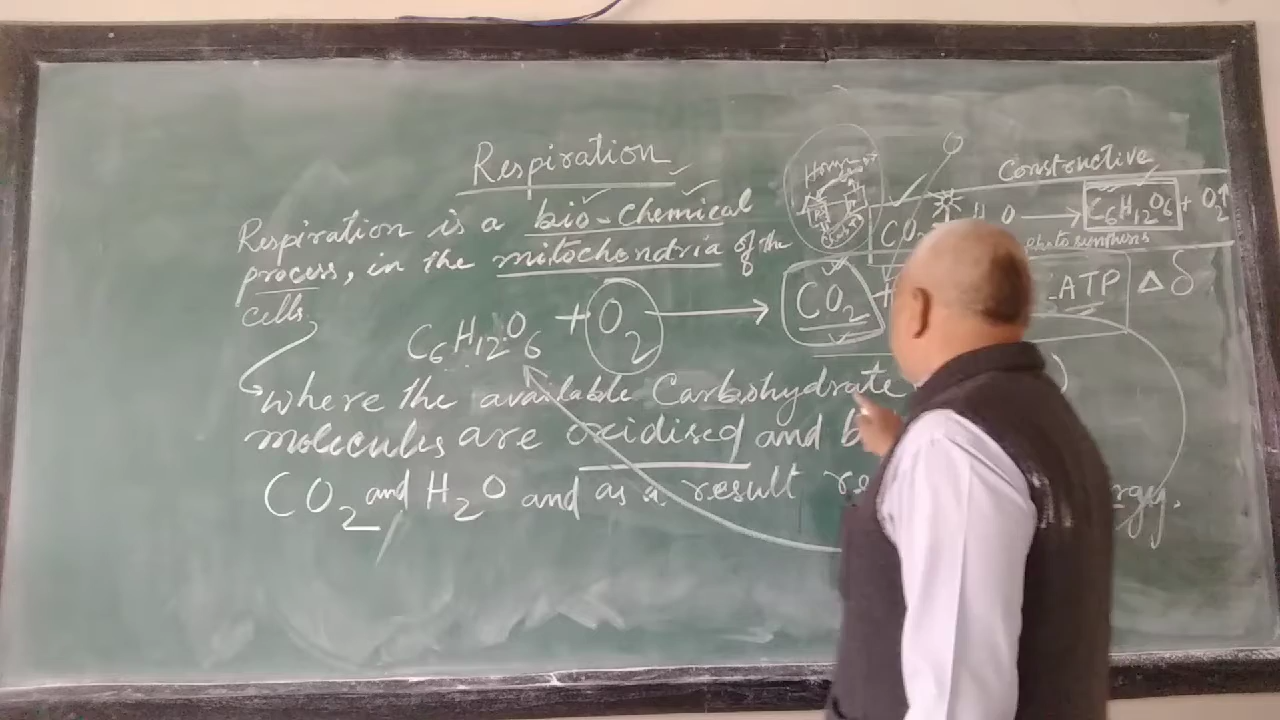 Respiration
Constructive
CO₂ H₂O ⟶ C₆H₁₂O₆ + O₂↑
photosynthesis
Respiration is a bio-chemical
process, in the mitochondria of the
cells.
C₆H₁₂O₆ + O₂ ⟶ CO₂ + ATP Δ δ
where the available Carbohydrate
molecules are oxidised and
CO₂ and H₂O and as a result